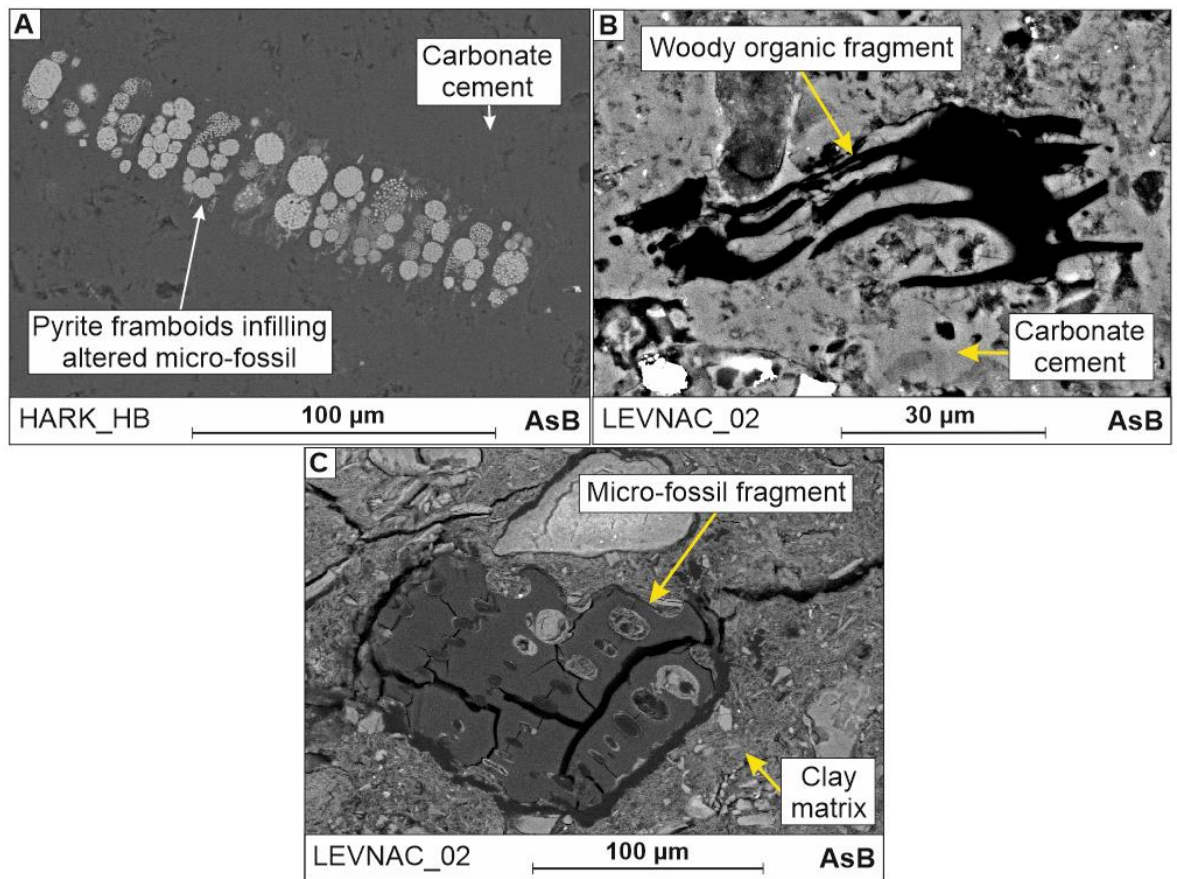 A
Carbonate
cement
Pyrite framboids infilling
altered micro-fossil
HARK_HB
100 µm
AsB
B
Woody organic fragment
Carbonate
cement
LEVNAC_02
30 µm
AsB
C
Micro-fossil fragment
Clay
matrix
LEVNAC_02
100 µm
AsB